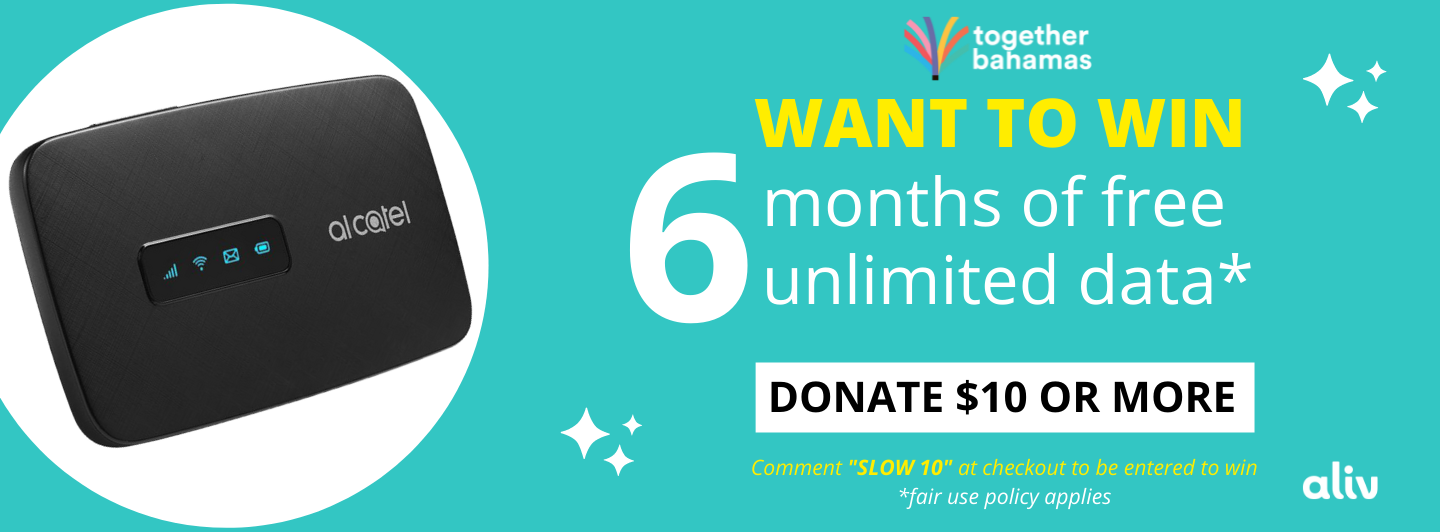 together
bahamas
WANT TO WIN
6
months of free
unlimited data*
alcatel
DONATE $10 OR MORE
Comment "SLOW 10" at checkout to be entered to win
*fair use policy applies
aliv